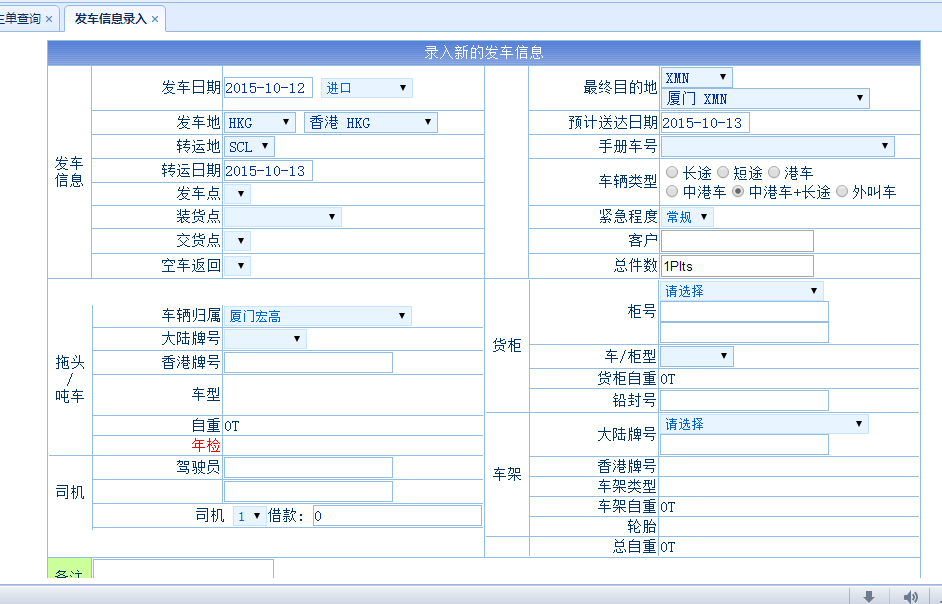 主单查询 × 发车信息录入 ×
录入新的发车信息
发车信息
发车日期 2015-10-12 进口
发车地 HKG 香港 HKG
转运地 SCL
转运日期 2015-10-13
发车点
装货点
交货点
空车返回
最终目的地 XMN
厦门 XMN
预计送达日期 2015-10-13
手册车号
车辆类型 长途 短途 港车
中港车 中港车+长途 外叫车
紧急程度 常规
客户
总件数 1Plts
拖头/吨车
车辆归属 厦门宏高
大陆牌号
香港牌号
车型
自重 0T
年检
司机
驾驶员
司机 1 借款: 0
货柜
柜号 请选择
车/柜型
货柜自重 0T
铅封号
车架
大陆牌号 请选择
香港牌号
车架类型
车架自重 0T
轮胎
总自重 0T
备注